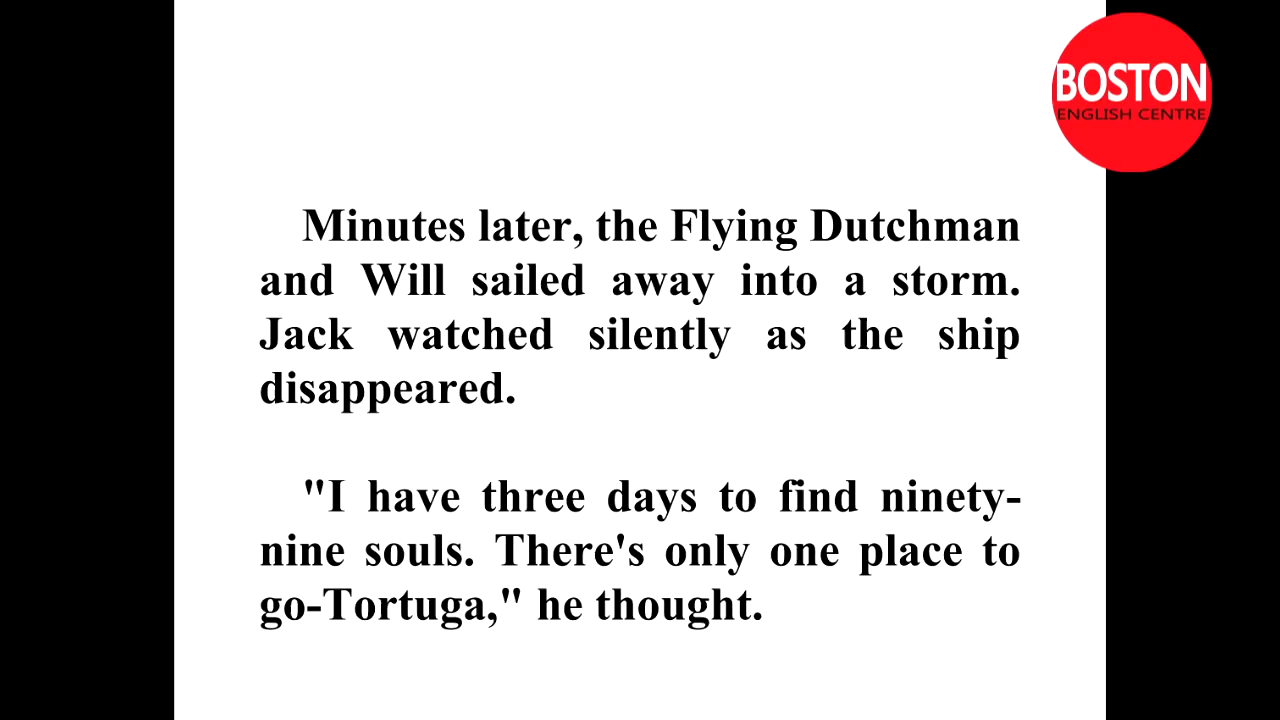 BOSTON
ENGLISH CENTRE
Minutes later, the Flying Dutchman
and Will sailed away into a storm.
Jack watched silently as the ship
disappeared.
"I have three days to find ninety-
nine souls. There's only one place to
go-Tortuga," he thought.